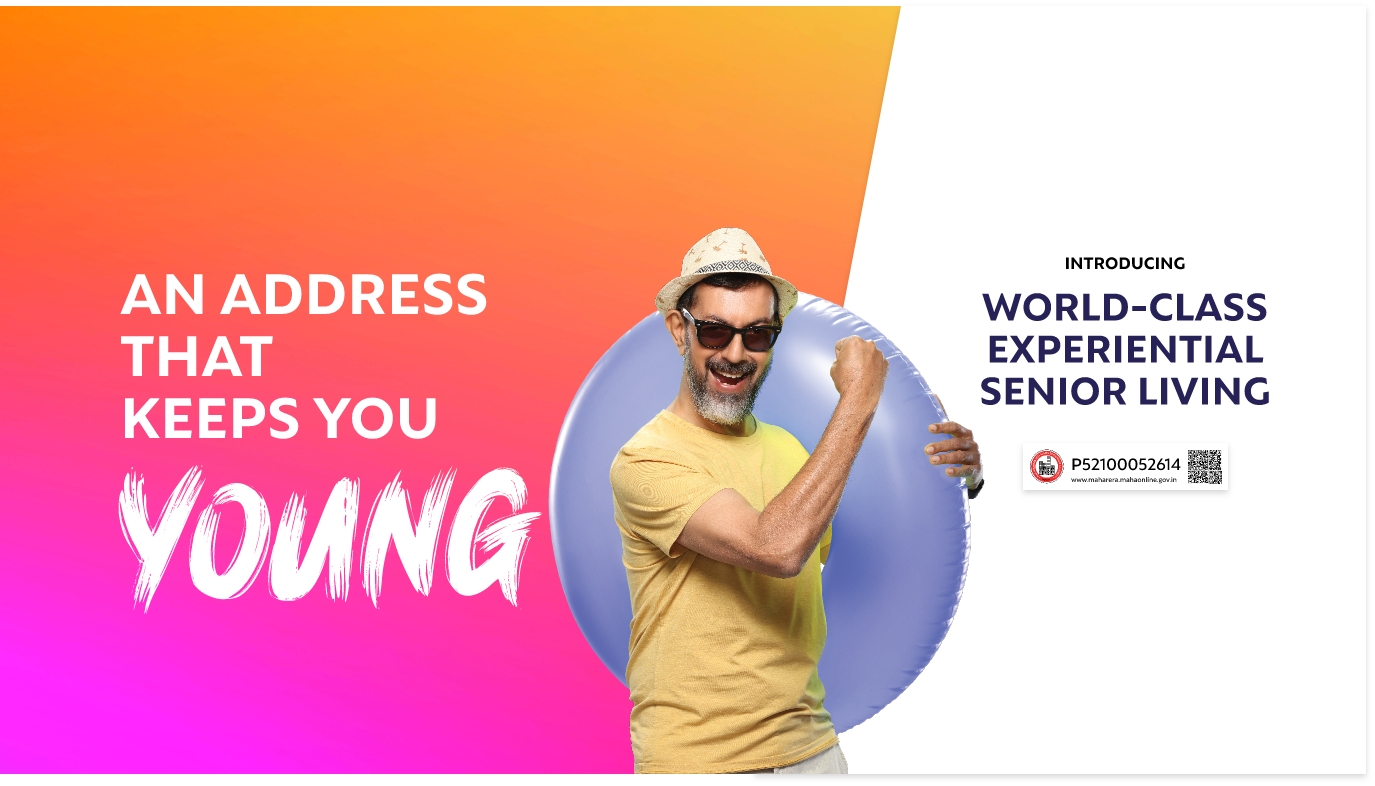 AN ADDRESS
THAT
KEEPS YOU
YOUNG
INTRODUCING
WORLD-CLASS
EXPERIENTIAL
SENIOR LIVING
P52100052614
www.maharera.mahaonline.gov.in